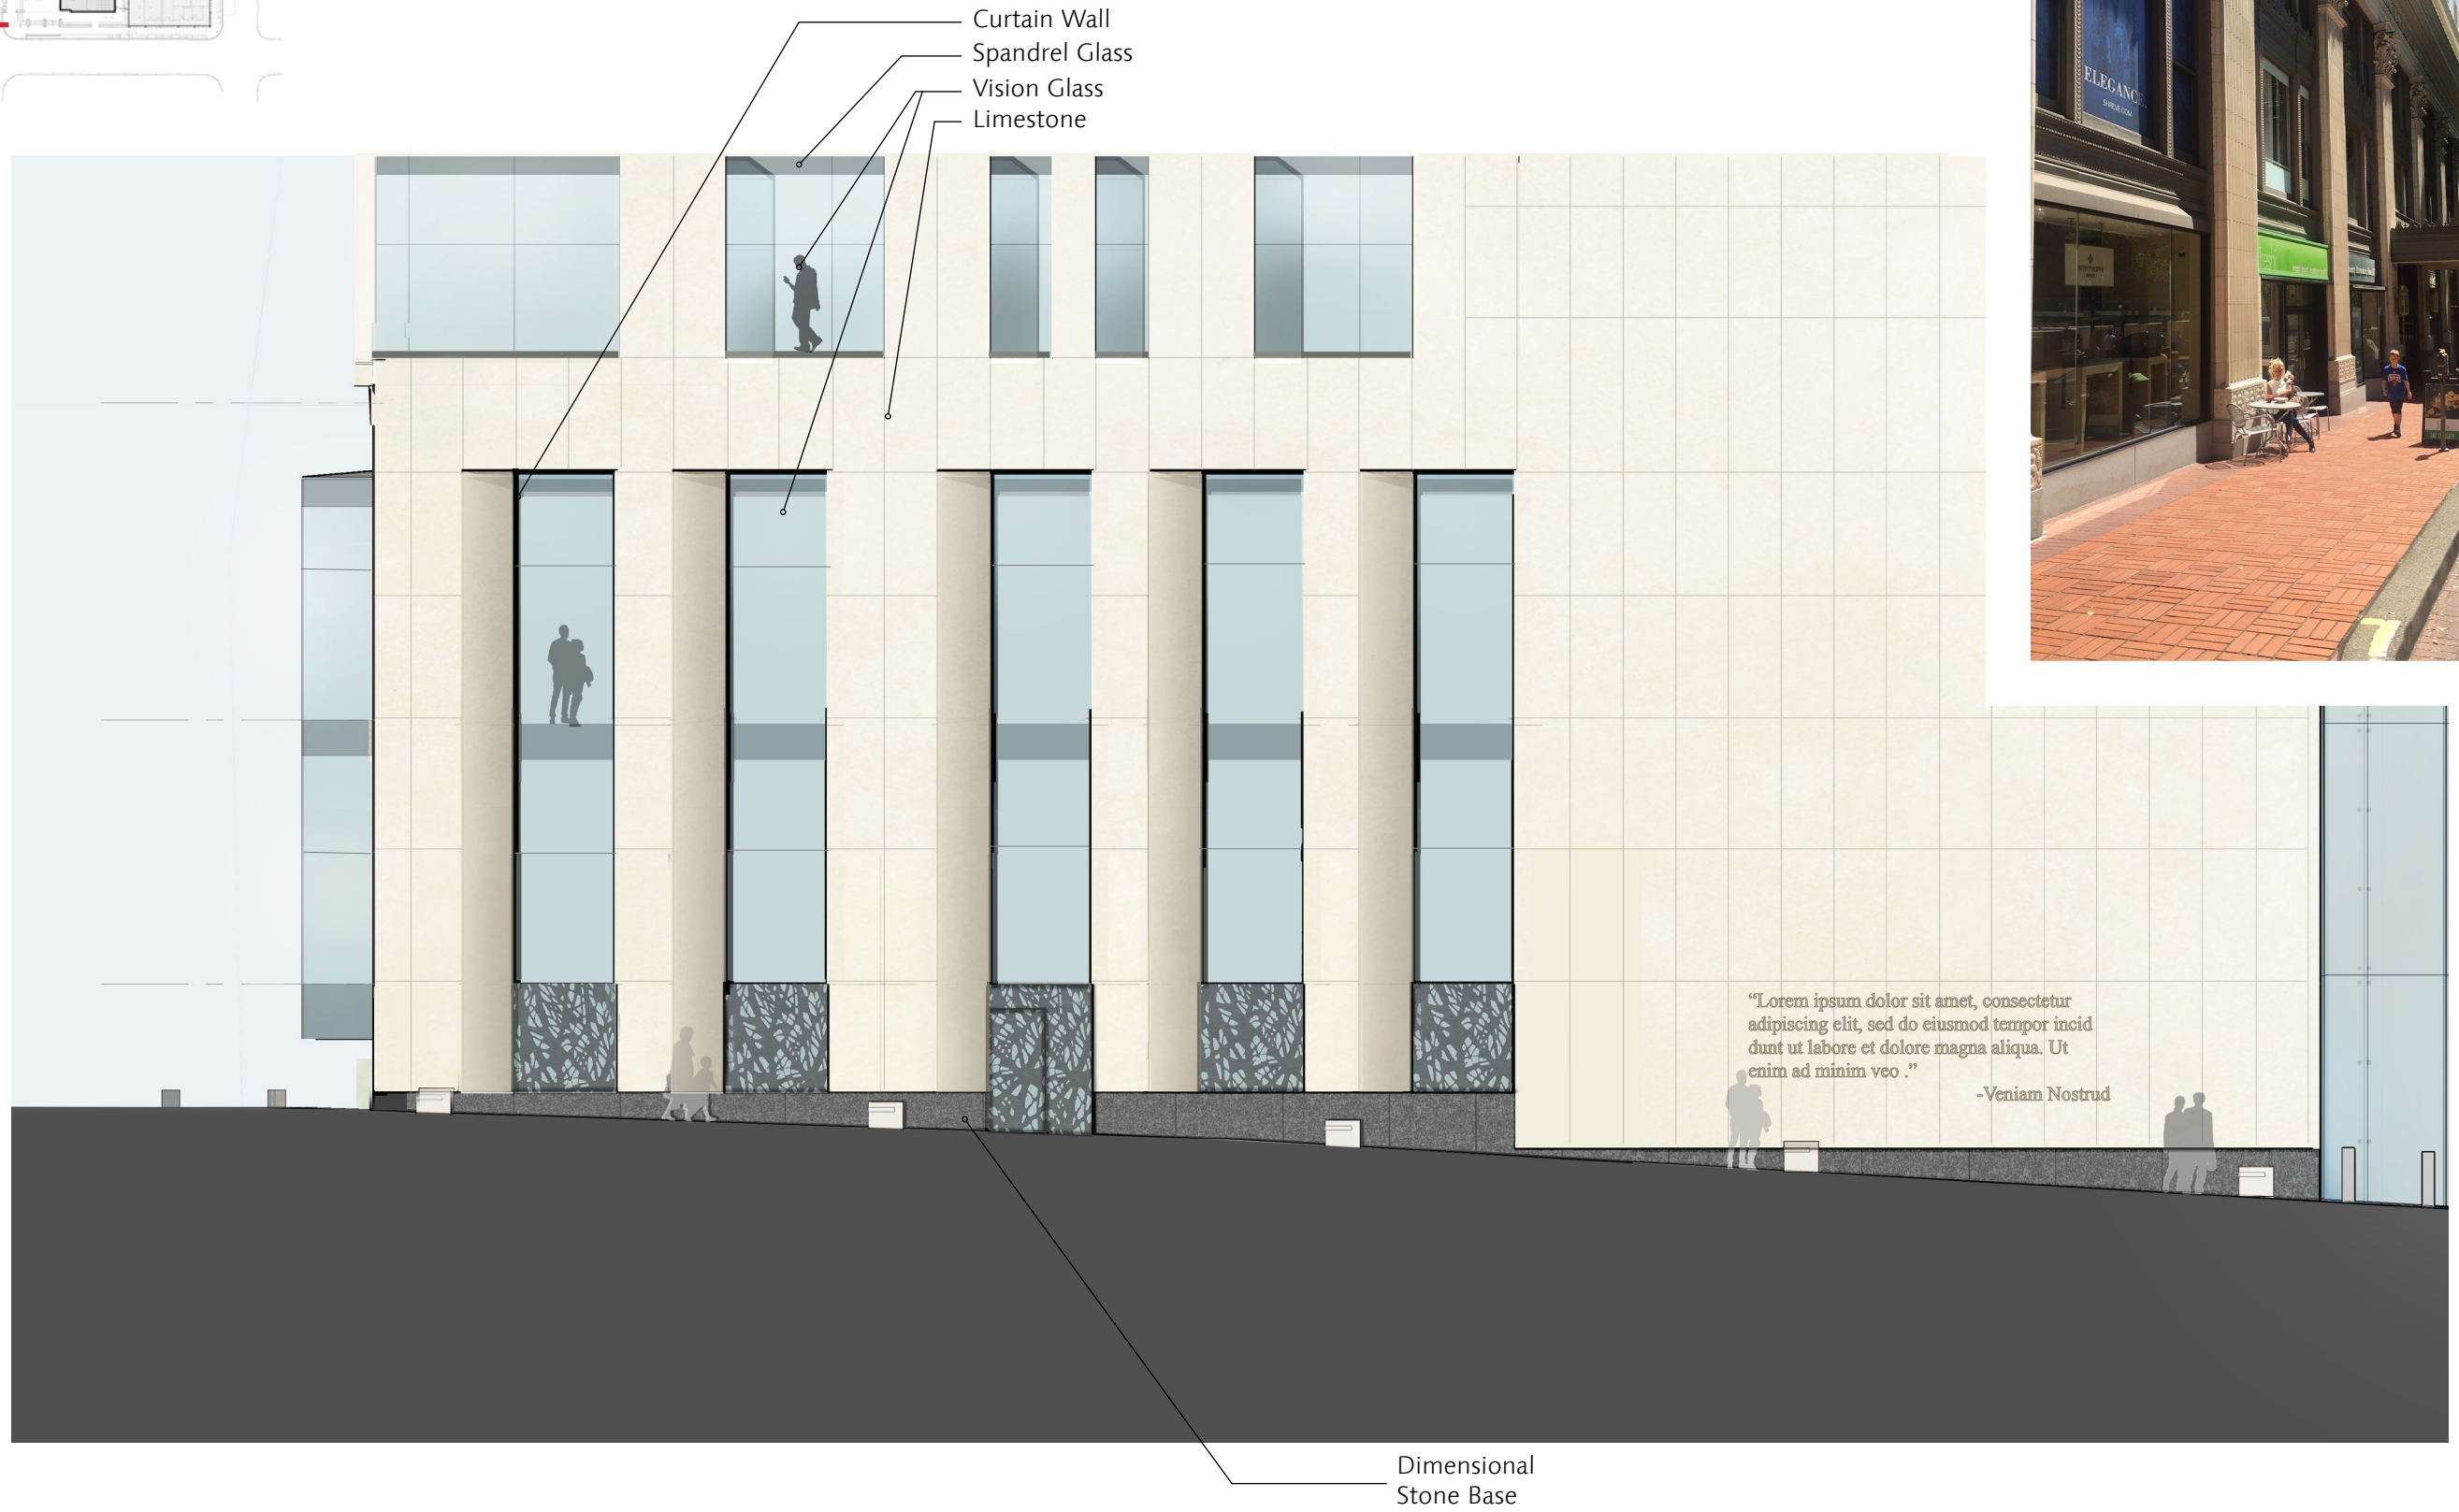 Curtain Wall
Spandrel Glass
Vision Glass
Limestone
ELEGANCE
SHREVE.COM
“Lorem ipsum dolor sit amet, consectetur
adipiscing elit, sed do eiusmod tempor incid
dunt ut labore et dolore magna aliqua. Ut
enim ad minim veo .”
-Veniam Nostrud
Dimensional
Stone Base